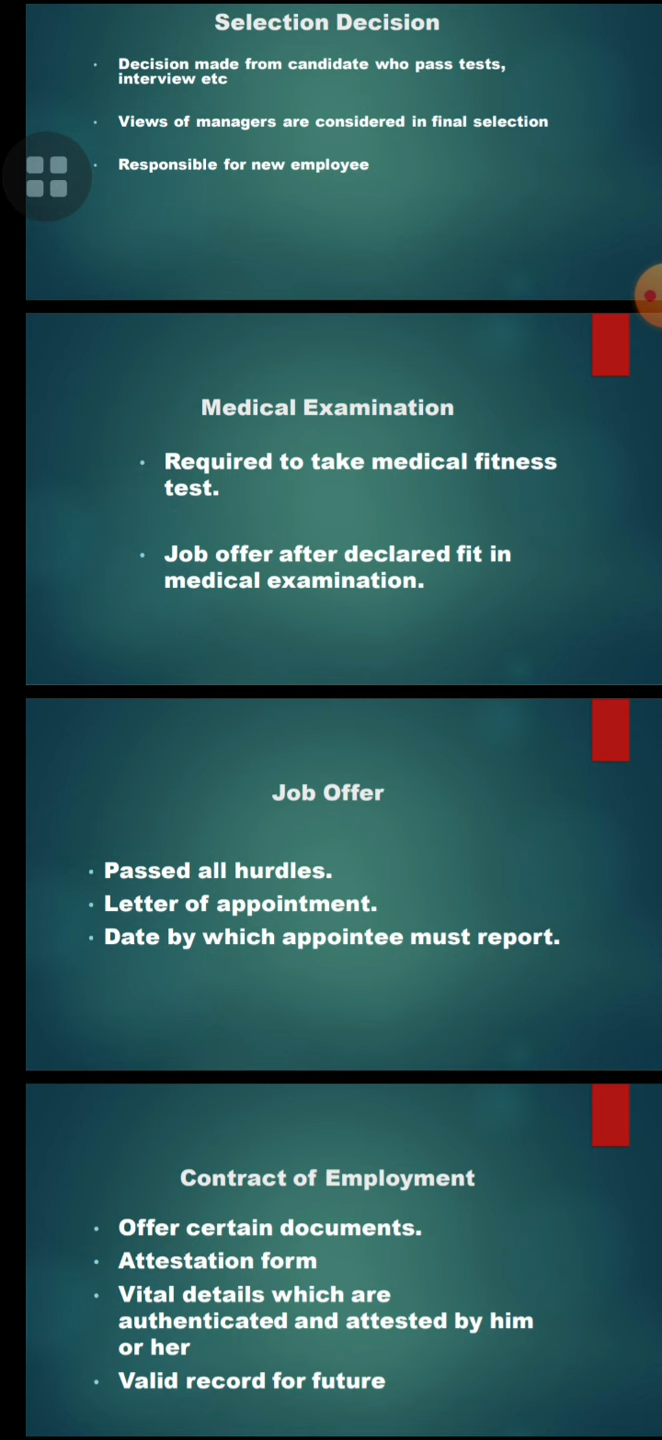 Selection Decision
• Decision made from candidate who pass tests,
interview etc
• Views of managers are considered in final selection
• Responsible for new employee
Medical Examination
• Required to take medical fitness
test.
• Job offer after declared fit in
medical examination.
Job Offer
• Passed all hurdles.
• Letter of appointment.
• Date by which appointee must report.
Contract of Employment
• Offer certain documents.
• Attestation form
• Vital details which are
authenticated and attested by him
or her
• Valid record for future